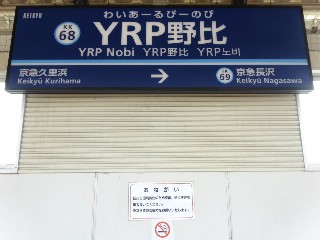 KEIKYU
わいあーるぴーのび
KK
68
YRP野比
YRP Nobi YRP野比 YRP노비
京急久里浜
Keikyū Kurihama
→
69
京急長沢
Keikyū Nagasawa
おねがい